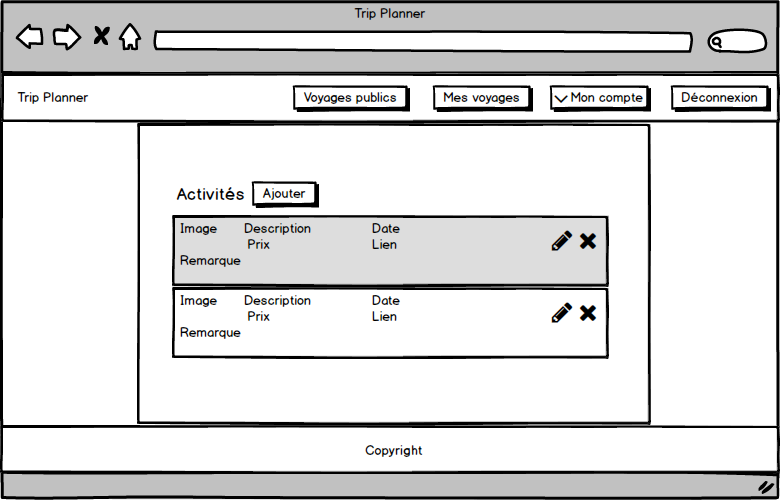 Trip Planner
Trip Planner Voyages publics Mes voyages Mon compte Déconnexion
Activités Ajouter
Image Description Date
Prix Lien
Remarque
Image Description Date
Prix Lien
Remarque
Copyright